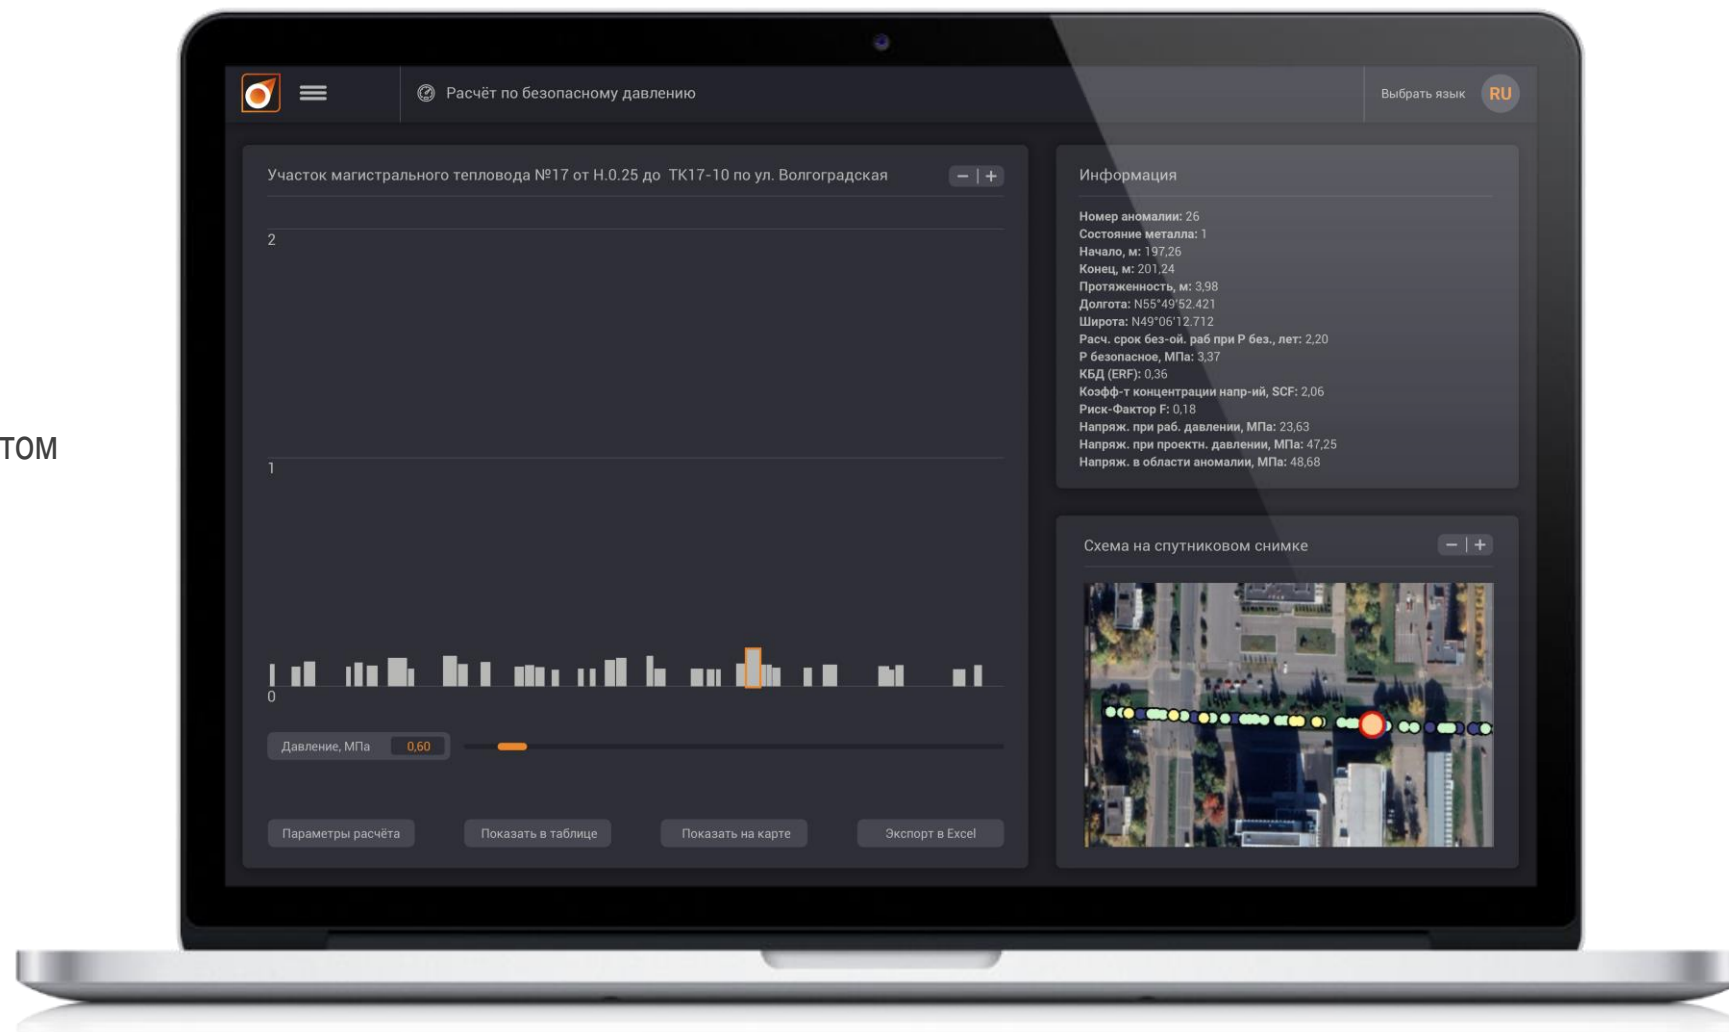 том
Расчёт по безопасному давлению
Выбрать язык RU
Участок магистрального тепловода №17 от Н.0.25 до ТК17-10 по ул. Волгоградская
− | +
2
1
0
Давление, МПа 0,60
Параметры расчёта
Показать в таблице
Показать на карте
Экспорт в Excel
Информация
Номер аномалии: 26
Состояние металла: 1
Начало, м: 197,26
Конец, м: 201,24
Протяженность, м: 3,98
Долгота: N55°49'52.421
Широта: N49°06'12.712
Расч. срок без-ой. раб при Р без., лет: 2,20
Р безопасное, МПа: 3,37
КБД (ERF): 0,36
Коэфф-т концентрации напр-ий, SCF: 2,06
Риск-Фактор F: 0,18
Напряж. при раб. давлении, МПа: 23,63
Напряж. при проектн. давлении, МПа: 47,25
Напряж. в области аномалии, МПа: 48,68
Схема на спутниковом снимке
− | +